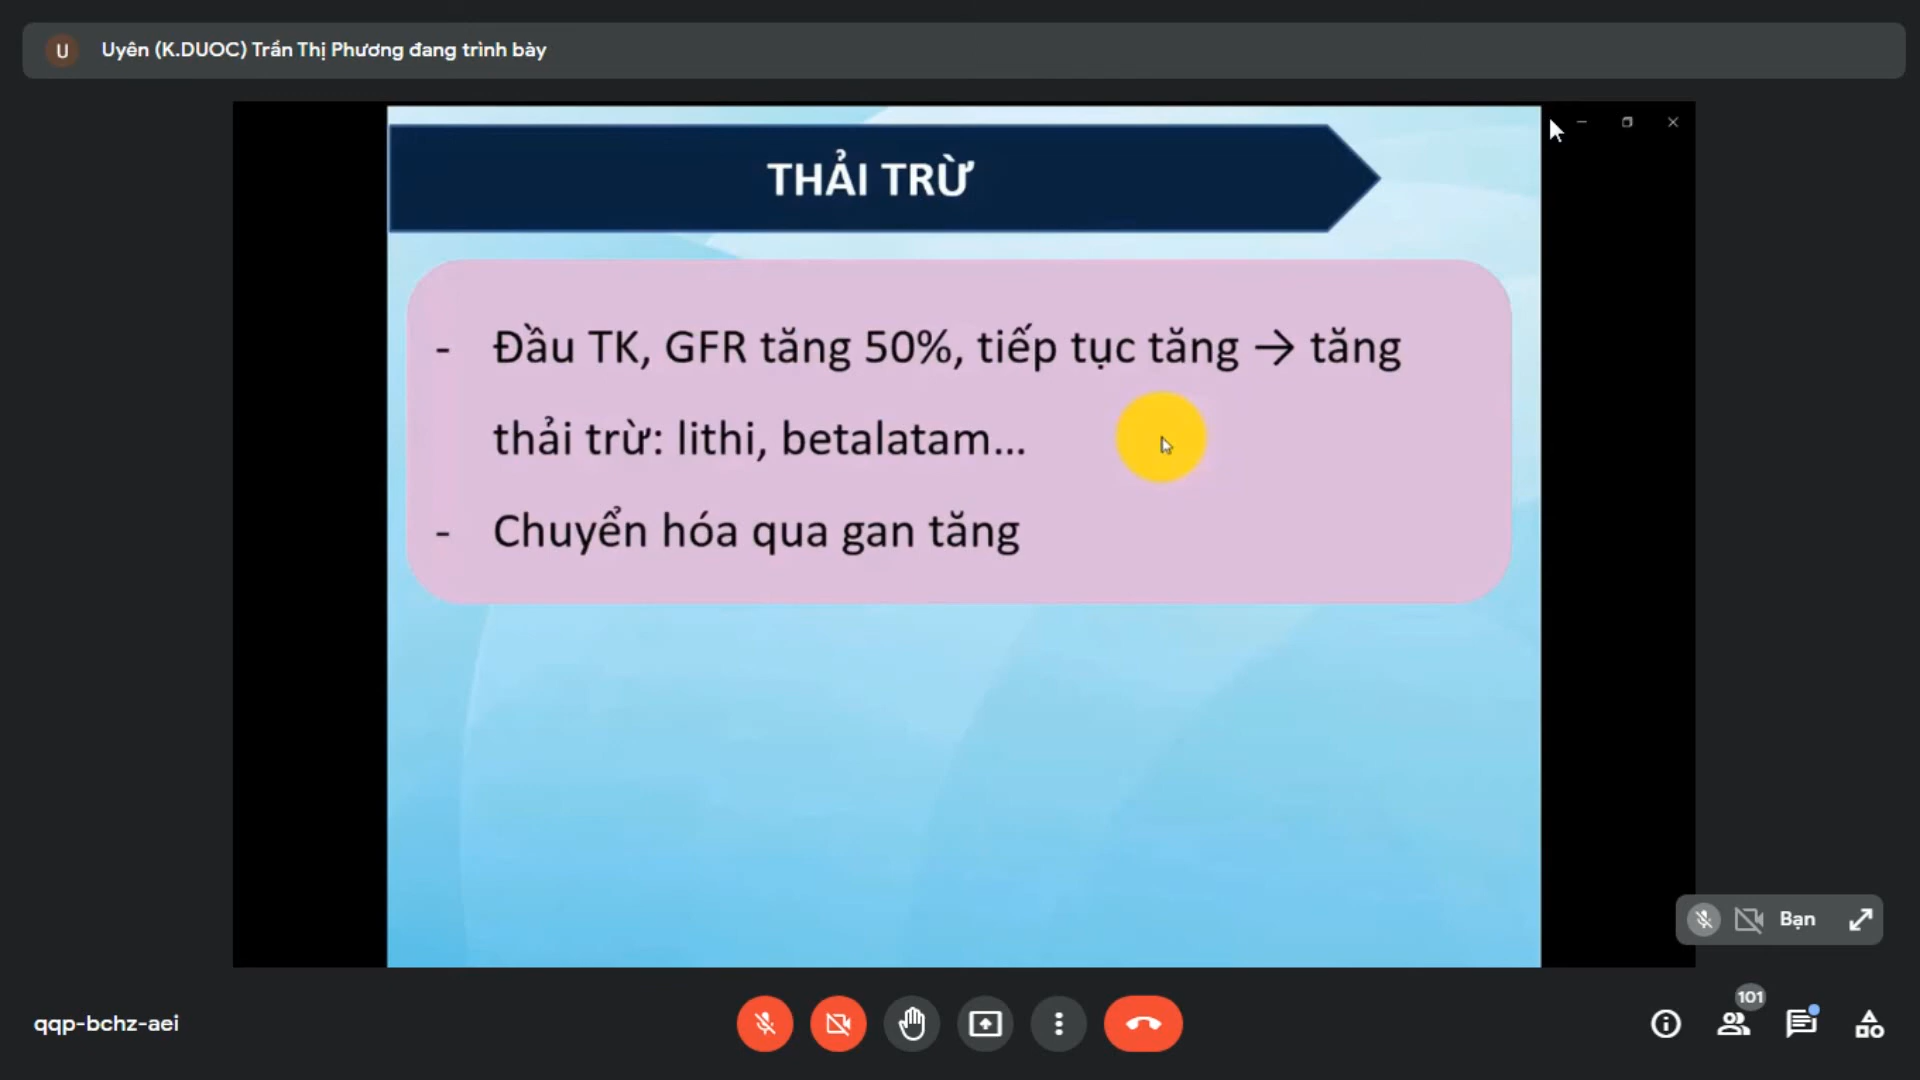 U
Uyên (K.DUOC) Trần Thị Phương đang trình bày
THẢI TRỪ
- Đầu TK, GFR tăng 50%, tiếp tục tăng → tăng
thải trừ: lithi, betalatam...
- Chuyển hóa qua gan tăng
Bạn
qqp-bchz-aei
101